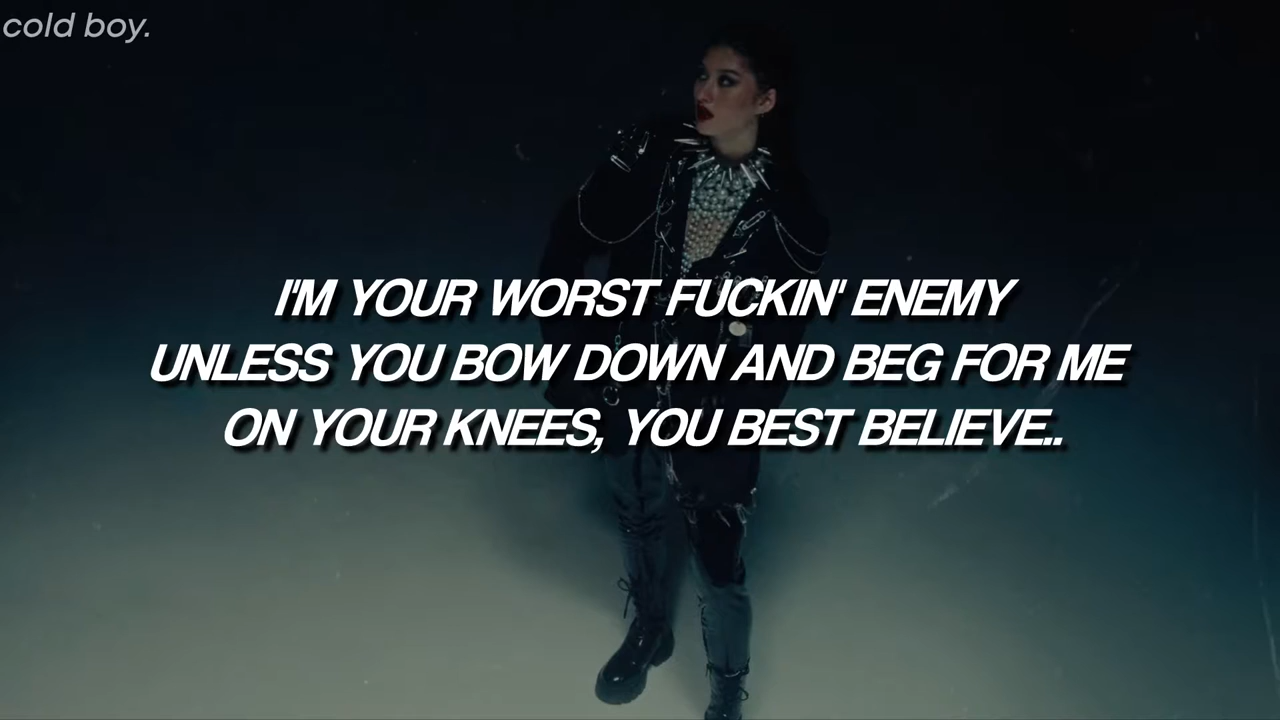 cold boy.
I'M YOUR WORST FUCKIN' ENEMY
UNLESS YOU BOW DOWN AND BEG FOR ME
ON YOUR KNEES, YOU BEST BELIEVE..